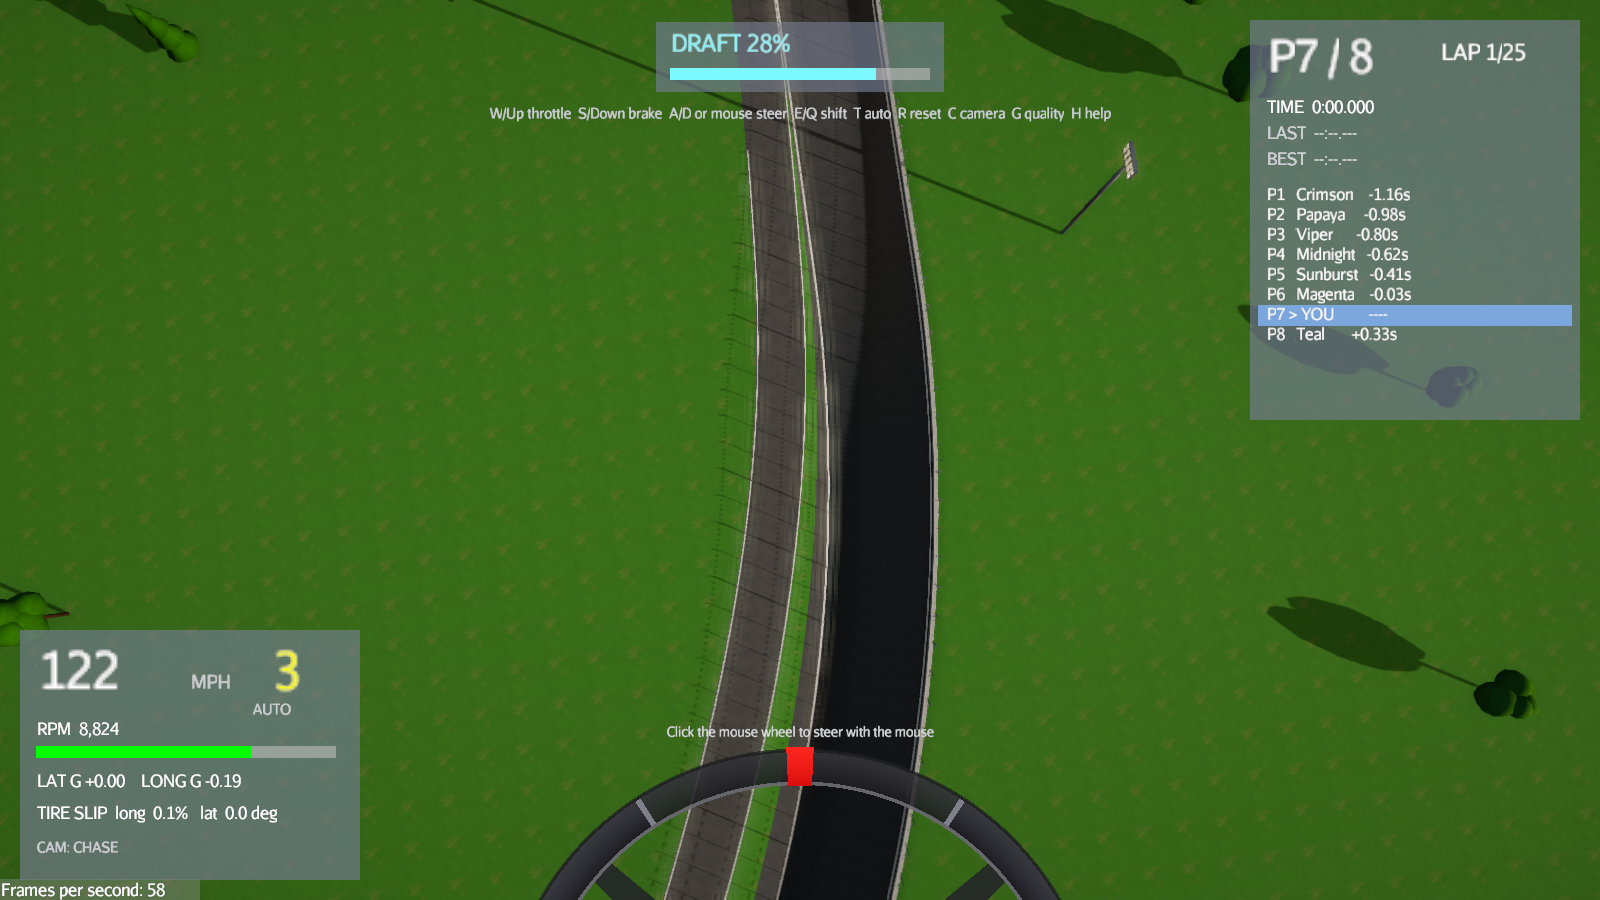 DRAFT 28%
W/Up throttle S/Down brake A/D or mouse steer E/Q shift T auto R reset C camera G quality H help
P7 / 8 LAP 1/25
TIME 0:00.000
LAST --:--.---
BEST --:--.---
P1 Crimson -1.16s
P2 Papaya -0.98s
P3 Viper -0.80s
P4 Midnight -0.62s
P5 Sunburst -0.41s
P6 Magenta -0.03s
P7 > YOU ----
P8 Teal +0.33s
122 MPH 3
AUTO
RPM 8,824
LAT G +0.00 LONG G -0.19
TIRE SLIP long 0.1% lat 0.0 deg
CAM: CHASE
Click the mouse wheel to steer with the mouse
Frames per second: 58